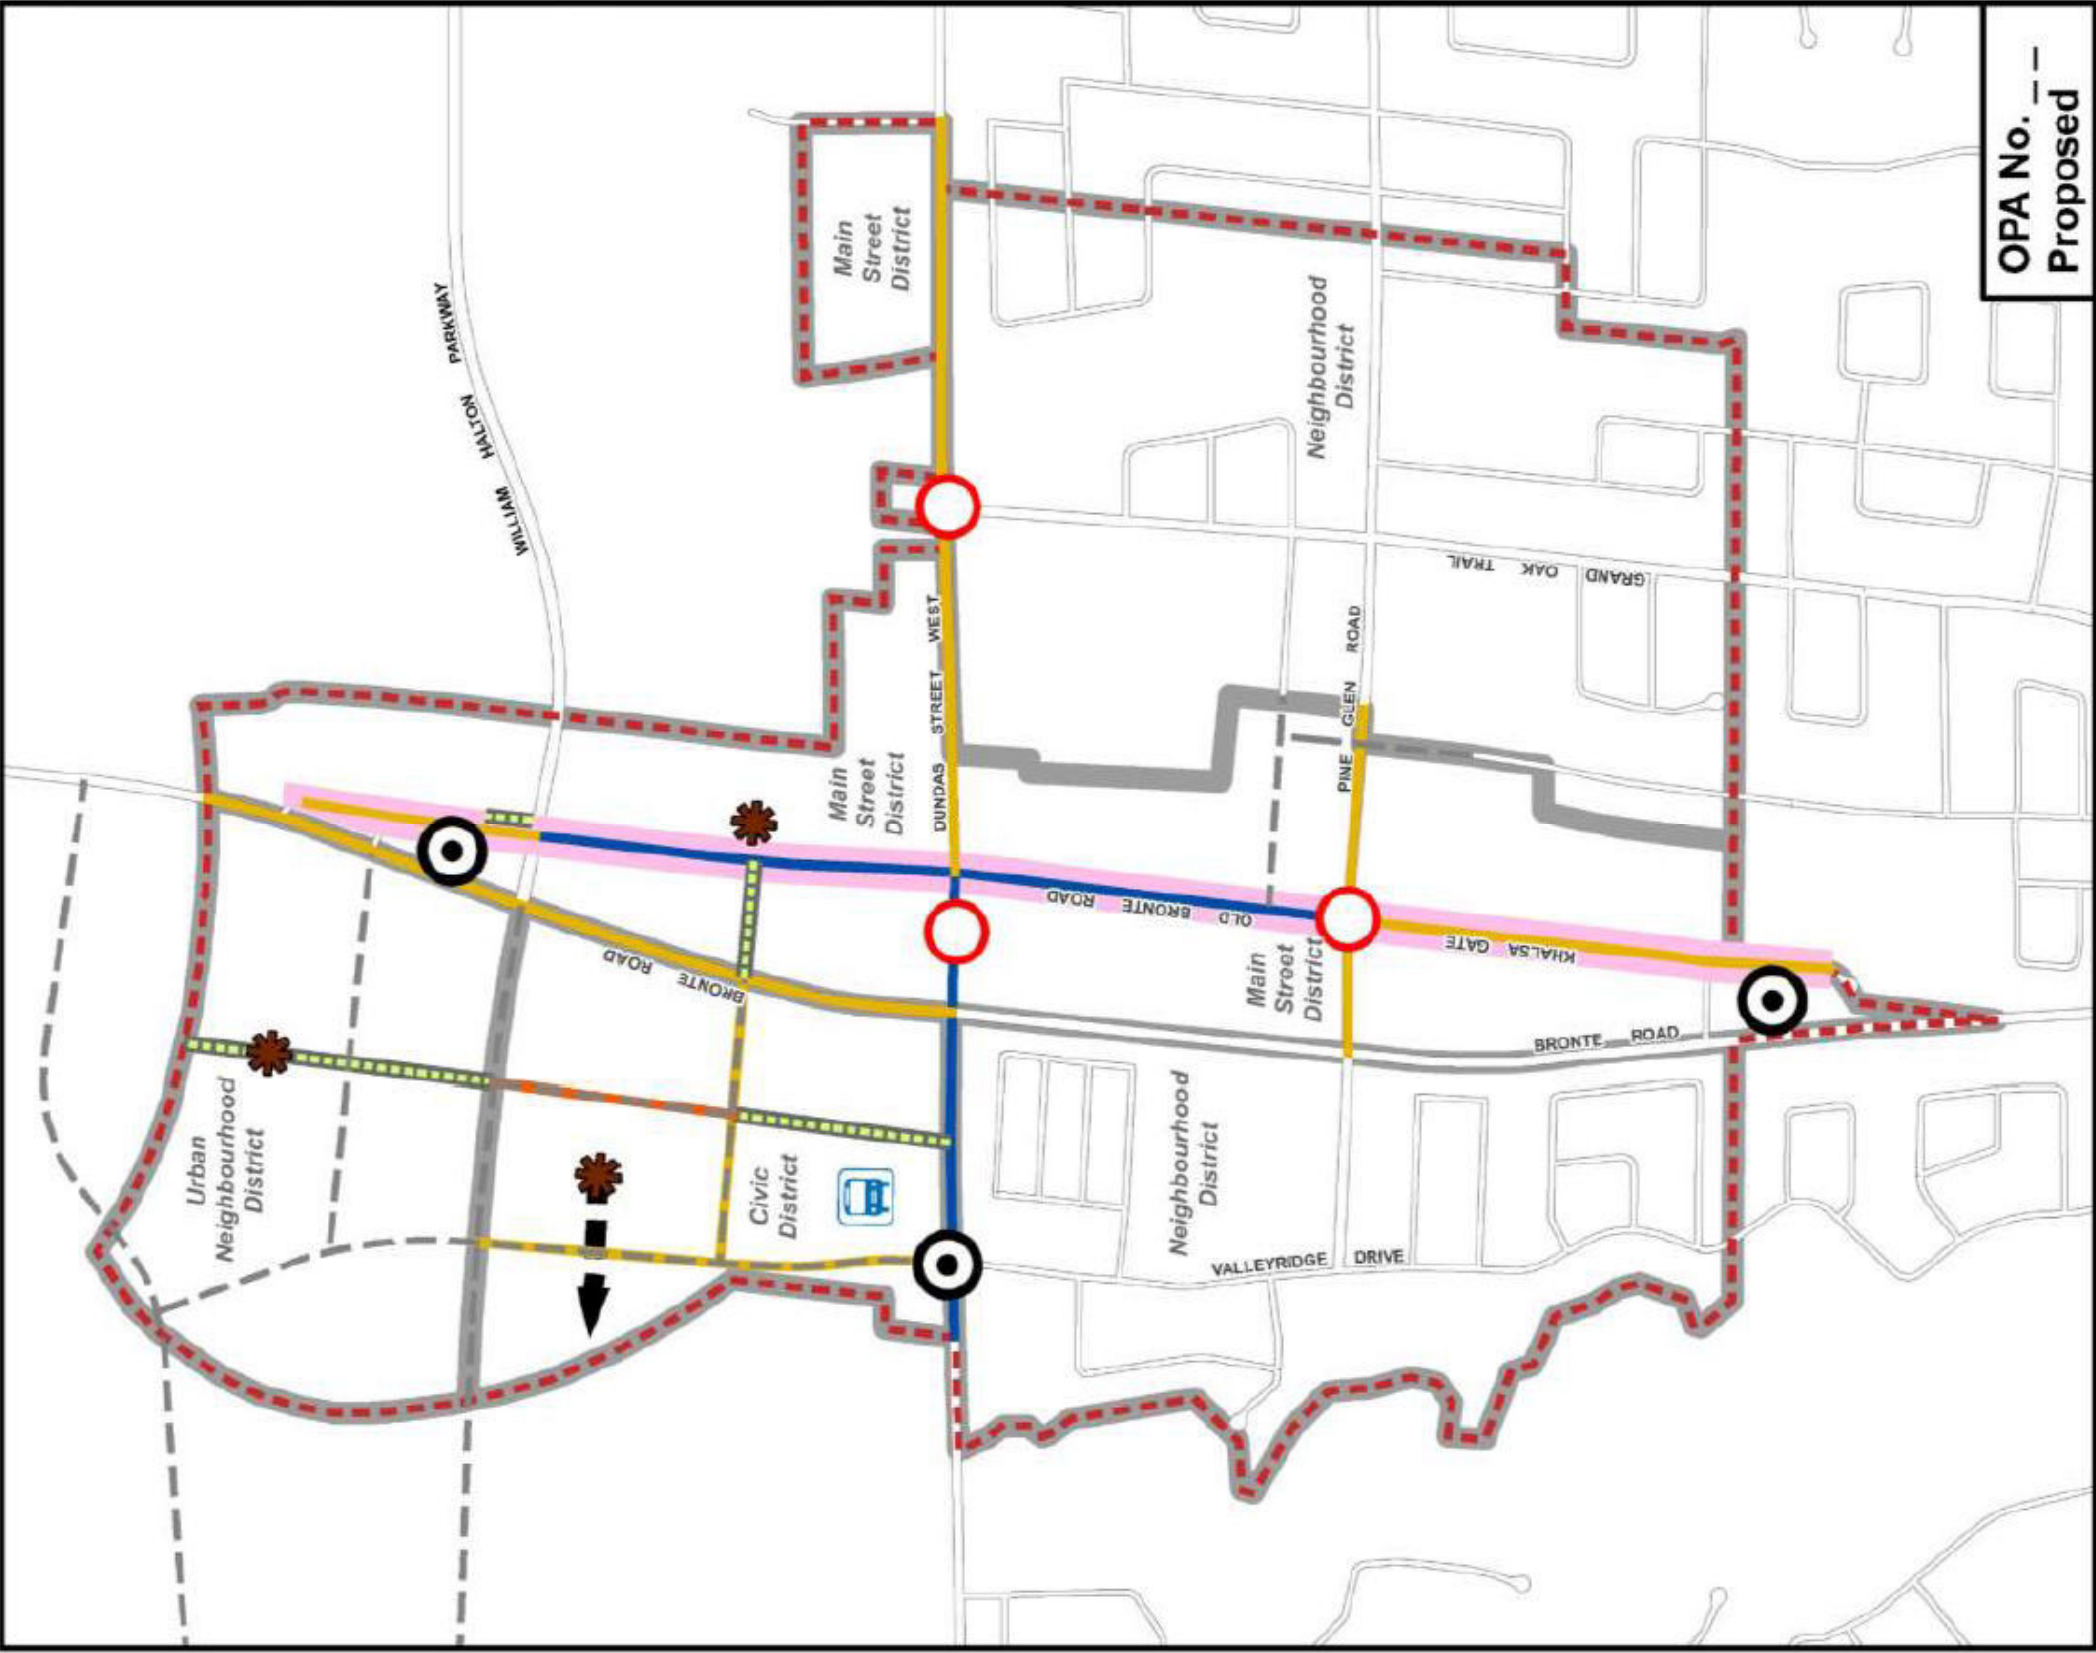 OPA No. _ _
Proposed
Main
Street
District
WILLIAM HALTON PARKWAY
Neighbourhood
District
GRAND OAK TRAIL
DUNDAS STREET WEST
PINE GLEN ROAD
Main
Street
District
OLD BRONTE ROAD
KHALSA GATE
BRONTE ROAD
Main
Street
District
BRONTE ROAD
Urban
Neighbourhood
District
Civic
District
Neighbourhood
District
VALLEYRIDGE DRIVE